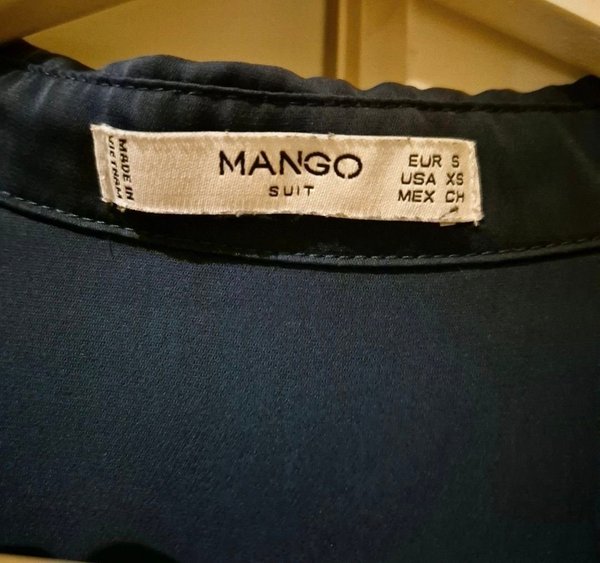 MADE IN
VIETNAM
MANGO
SUIT
EUR S
USA XS
MEX CH